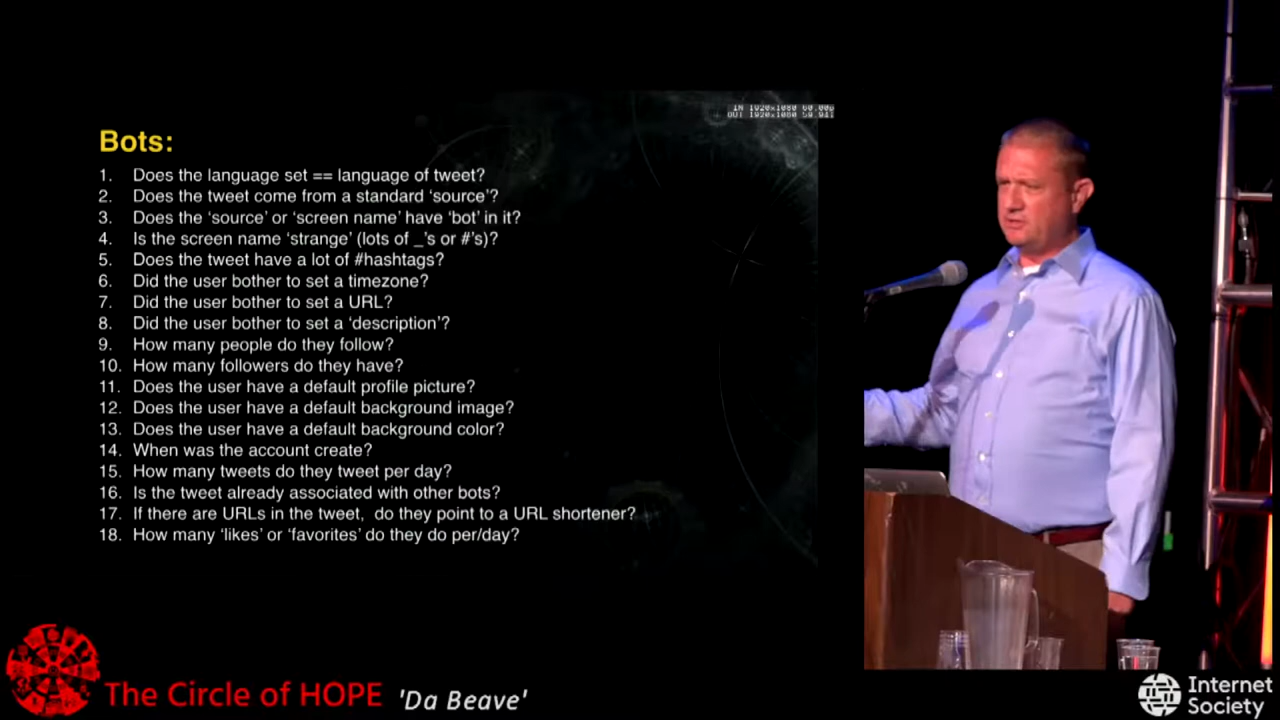 IN 1920x1080 60.00p
OUT 1920x1080 59.94i
Bots:
1. Does the language set == language of tweet?
2. Does the tweet come from a standard ‘source’?
3. Does the ‘source’ or ‘screen name’ have ‘bot’ in it?
4. Is the screen name ‘strange’ (lots of _’s or #’s)?
5. Does the tweet have a lot of #hashtags?
6. Did the user bother to set a timezone?
7. Did the user bother to set a URL?
8. Did the user bother to set a ‘description’?
9. How many people do they follow?
10. How many followers do they have?
11. Does the user have a default profile picture?
12. Does the user have a default background image?
13. Does the user have a default background color?
14. When was the account create?
15. How many tweets do they tweet per day?
16. Is the tweet already associated with other bots?
17. If there are URLs in the tweet, do they point to a URL shortener?
18. How many ‘likes’ or ‘favorites’ do they do per/day?
The Circle of HOPE 'Da Beave'
Internet
Society